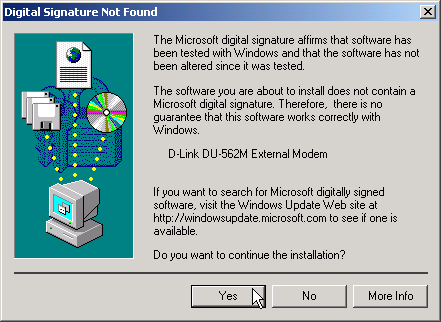 Digital Signature Not Found
The Microsoft digital signature affirms that software has
been tested with Windows and that the software has not
been altered since it was tested.
The software you are about to install does not contain a
Microsoft digital signature. Therefore, there is no
guarantee that this software works correctly with
Windows.
D-Link DU-562M External Modem
If you want to search for Microsoft digitally signed
software, visit the Windows Update Web site at
http://windowsupdate.microsoft.com to see if one is
available.
Do you want to continue the installation?
Yes
No
More Info